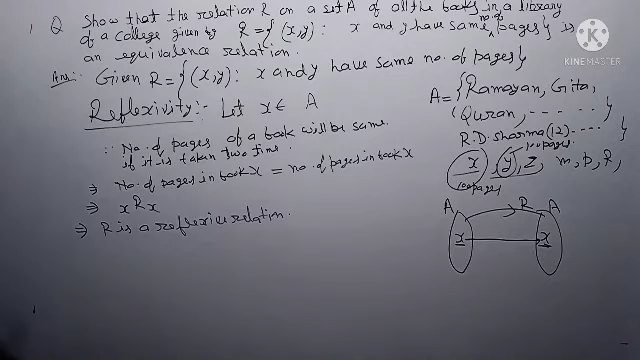 1 Q Show that the relation R on a set A of all the books in a library
of a college given by R = { (x,y) : x and y have same no. of pages } is
an equivalence relation.
Ans:- Given R = { (x,y) : x and y have same no. of pages }
Reflexivity:- Let x ∈ A
∵ No. of pages of a book will be same
if it is taken two time.
⇒ No. of pages in book x = no. of pages in book x
⇒ xRx
⇒ R is a reflexive relation.
A = { Ramayan, Gita,
Quran, ------ }
R.D. Sharma (12) ---- }
100 pages
x, y, z, m, p, q,
100 pages
A R A
x x
KINEMASTER